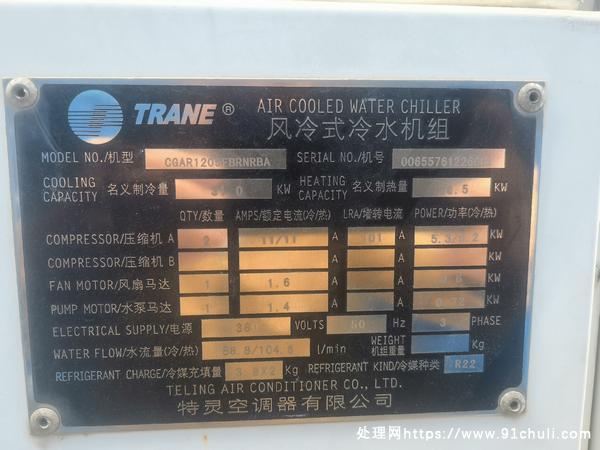 TRANE ®
AIR COOLED WATER CHILLER
风冷式冷水机组
MODEL NO./机型
SERIAL NO./机号
COOLING CAPACITY 名义制冷量 KW
HEATING CAPACITY 名义制热量 KW
QTY/数量 AMPS/额定电流(冷/热) LRA/堵转电流 POWER/功率(冷/热)
COMPRESSOR/压缩机 A 2 11/11 A 101 A KW
COMPRESSOR/压缩机 B A A KW
FAN MOTOR/风扇马达 1 1.6 A A KW
PUMP MOTOR/水泵马达 1 1.4 A A 0.72 KW
ELECTRICAL SUPPLY/电源 VOLTS 50 Hz 3 PHASE
WATER FLOW/水流量(冷/热) l/min WEIGHT 机组重量 Kg
REFRIGERANT CHARGE/冷媒充填量 Kg REFRIGERANT KIND/冷媒种类 R22
TELING AIR CONDITIONER CO., LTD.
特灵空调器有限公司
处理网https://www.91chuli.com/